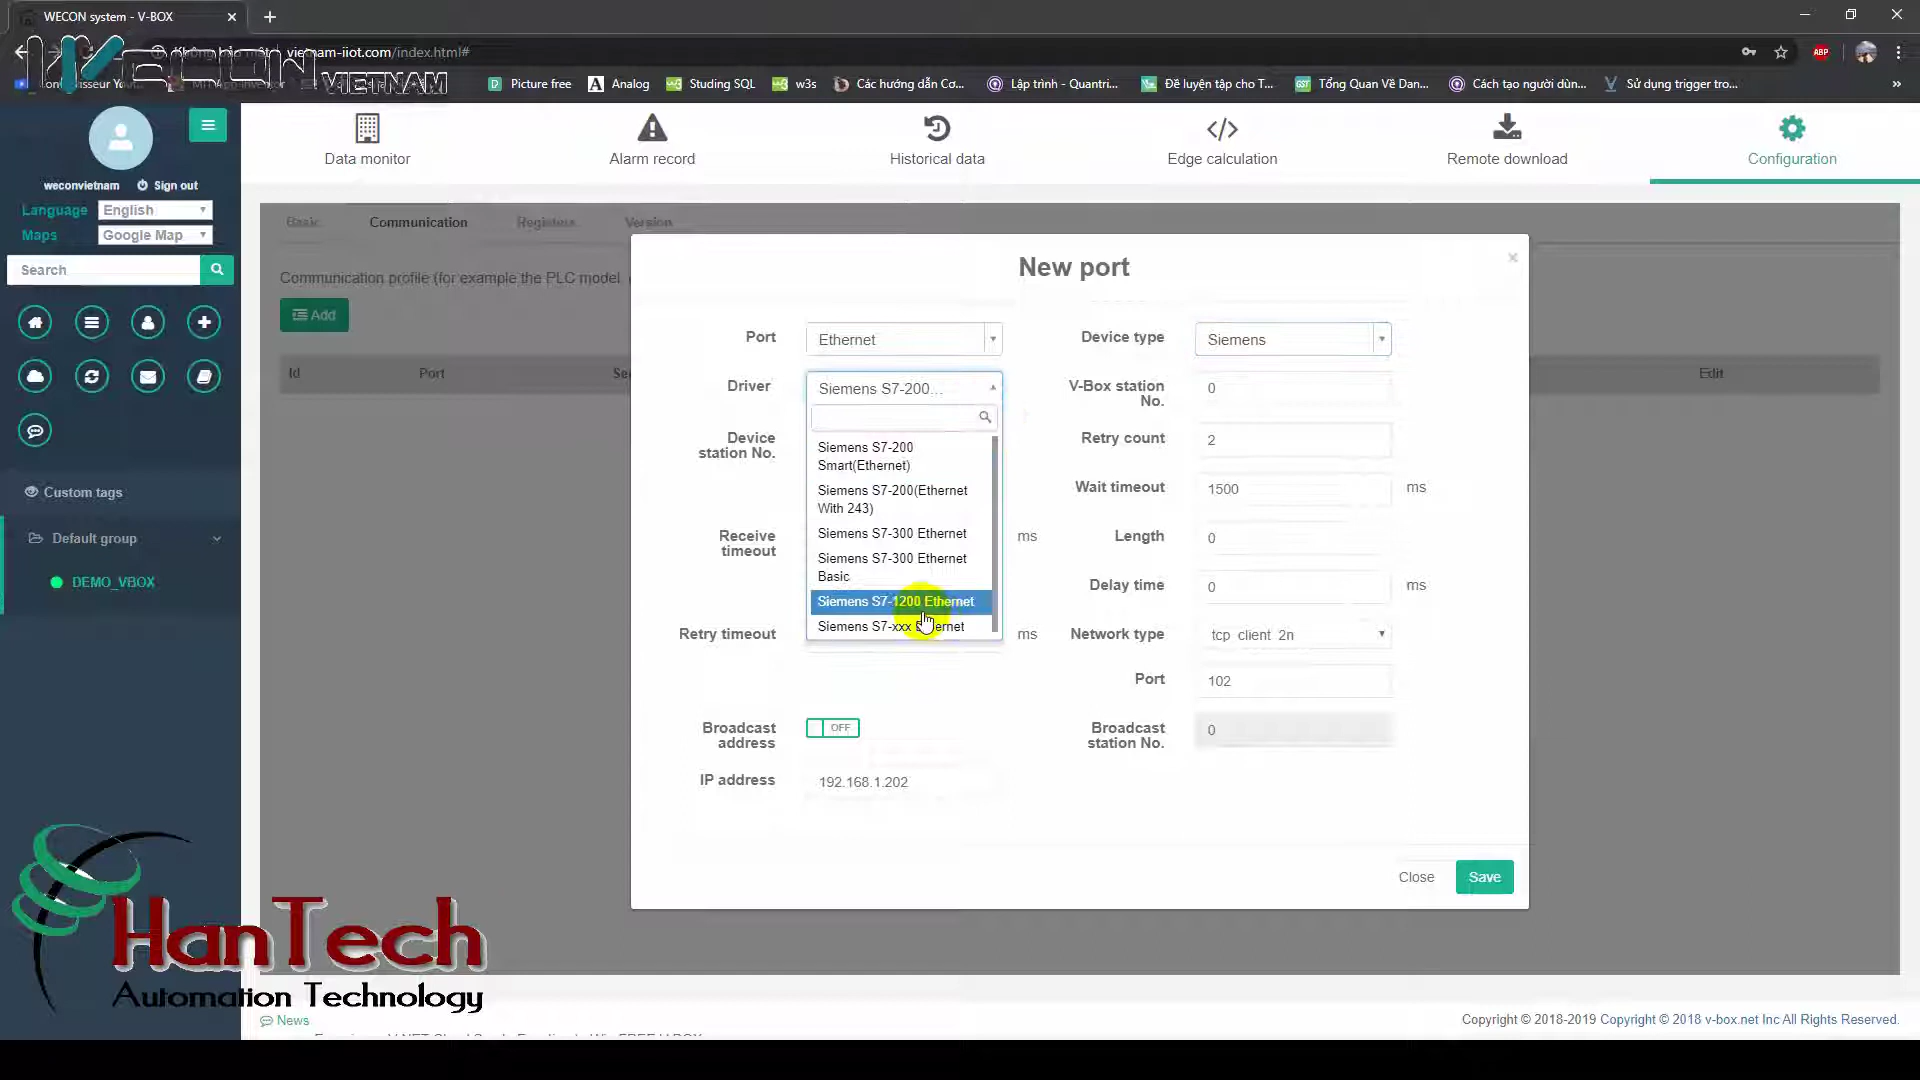 WECON system - V-BOX
vietnam-iiot.com/index.html#
WECON
VIETNAM
Picture free
Analog
Studing SQL
w3s
Các hướng dẫn Cơ...
Lập trình - Quantri...
Đề luyện tập cho T...
Tổng Quan Về Dan...
Cách tạo người dùn...
Sử dụng trigger tro...
»
ABP
weconvietnam
Sign out
Language
English
Maps
Google Map
Search
Custom tags
Default group
DEMO_VBOX
Data monitor
Alarm record
Historical data
Edge calculation
Remote download
Configuration
Basic
Communication
Registers
Version
Communication profile (for example the PLC model
Add
Id
Port
Edit
New port
×
Port
Ethernet
Device type
Siemens
Driver
Siemens S7-200...
V-Box station
No.
0
Siemens S7-200
Smart(Ethernet)
Siemens S7-200(Ethernet
With 243)
Siemens S7-300 Ethernet
Siemens S7-300 Ethernet
Basic
Siemens S7-1200 Ethernet
Siemens S7-xxx Ethernet
Device
station No.
Retry count
2
Wait timeout
1500
ms
Receive
timeout
ms
Length
0
Delay time
0
ms
Retry timeout
ms
Network type
tcp_client_2n
Port
102
Broadcast
address
OFF
Broadcast
station No.
0
IP address
192.168.1.202
Close
Save
HanTech
Automation Technology
News
Copyright © 2018-2019 Copyright © 2018 v-box.net Inc All Rights Reserved.